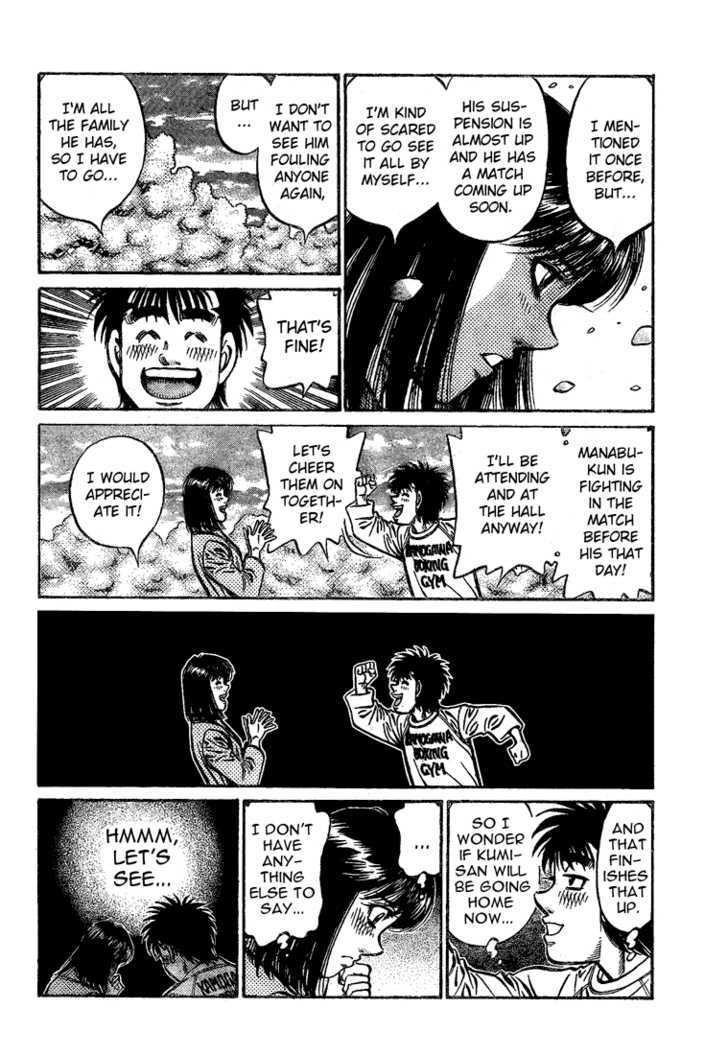 I MEN-
TIONED
IT ONCE
BEFORE,
BUT...
HIS SUS-
PENSION IS
ALMOST UP
AND HE HAS
A MATCH
COMING UP
SOON.
I'M KIND
OF SCARED
TO GO SEE
IT ALL BY
MYSELF...
I DON'T
WANT TO
SEE HIM
FOULING
ANYONE
AGAIN,
BUT
...
I'M ALL
THE FAMILY
HE HAS,
SO I HAVE
TO GO...
THAT'S
FINE!
MANABU-
KUN IS
FIGHTING
IN THE
MATCH
BEFORE
HIS THAT
DAY!
I'LL BE
ATTENDING
AND AT
THE HALL
ANYWAY!
LET'S
CHEER
THEM ON
TOGETH-
ER!
KAMOGAWA
BOXING
GYM
I WOULD
APPRECI-
ATE IT!
KAMOGAWA
BOXING
GYM
AND
THAT
FIN-
ISHES
THAT
UP.
SO I
WONDER
IF KUMI-
SAN WILL
BE GOING
HOME
NOW...
...
I DON'T
HAVE
ANY-
THING
ELSE TO
SAY...
HMMM,
LET'S
SEE...